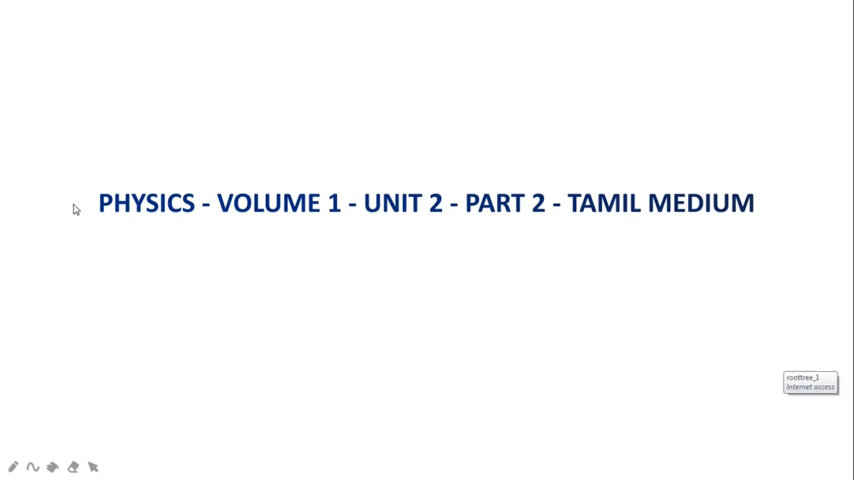 PHYSICS - VOLUME 1 - UNIT 2 - PART 2 - TAMIL MEDIUM
roottree_1
Internet access